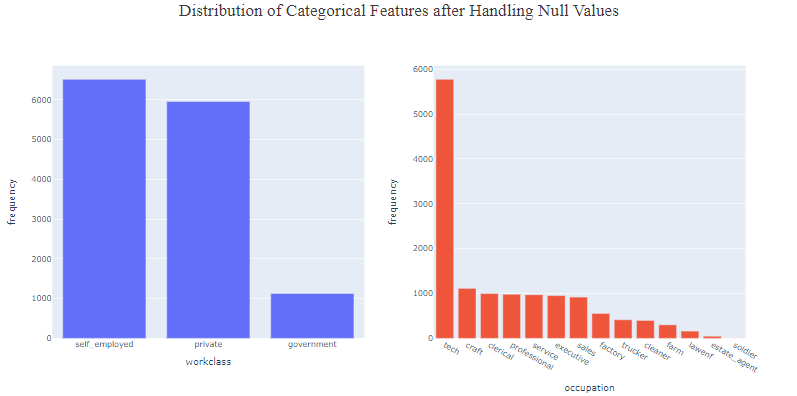 Distribution of Categorical Features after Handling Null Values
frequency
6000
5000
4000
3000
2000
1000
0
self_employed private government
workclass
frequency
6000
5000
4000
3000
2000
1000
0
tech craft clerical professional service executive sales factory trucker cleaner farm lawenf estate_agent soldier
occupation